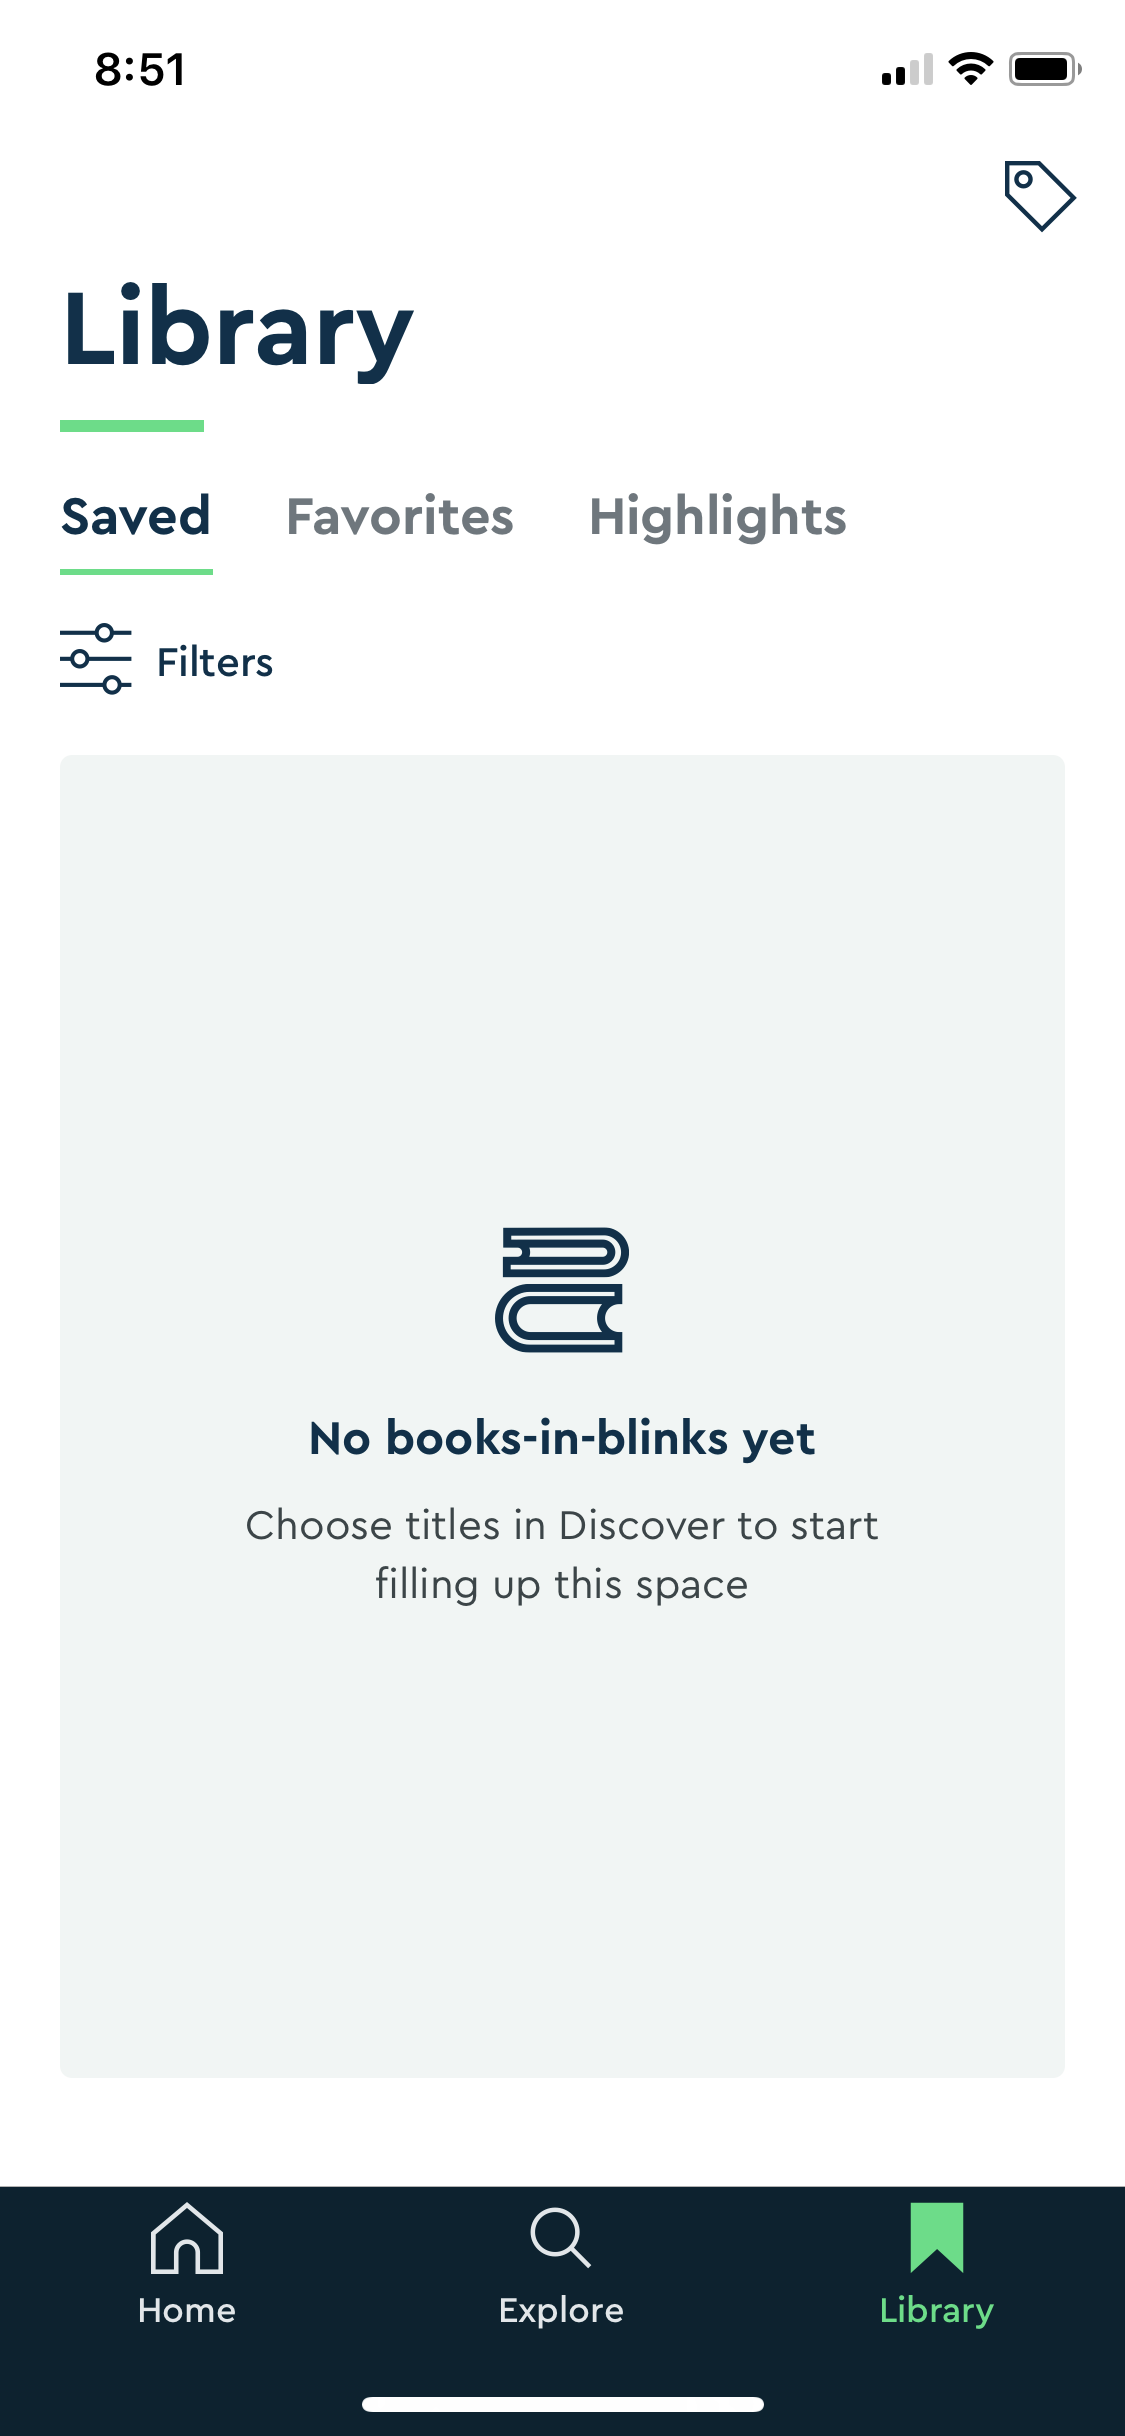 8:51
Library
Saved Favorites Highlights
Filters
No books-in-blinks yet
Choose titles in Discover to start
filling up this space
Home Explore Library